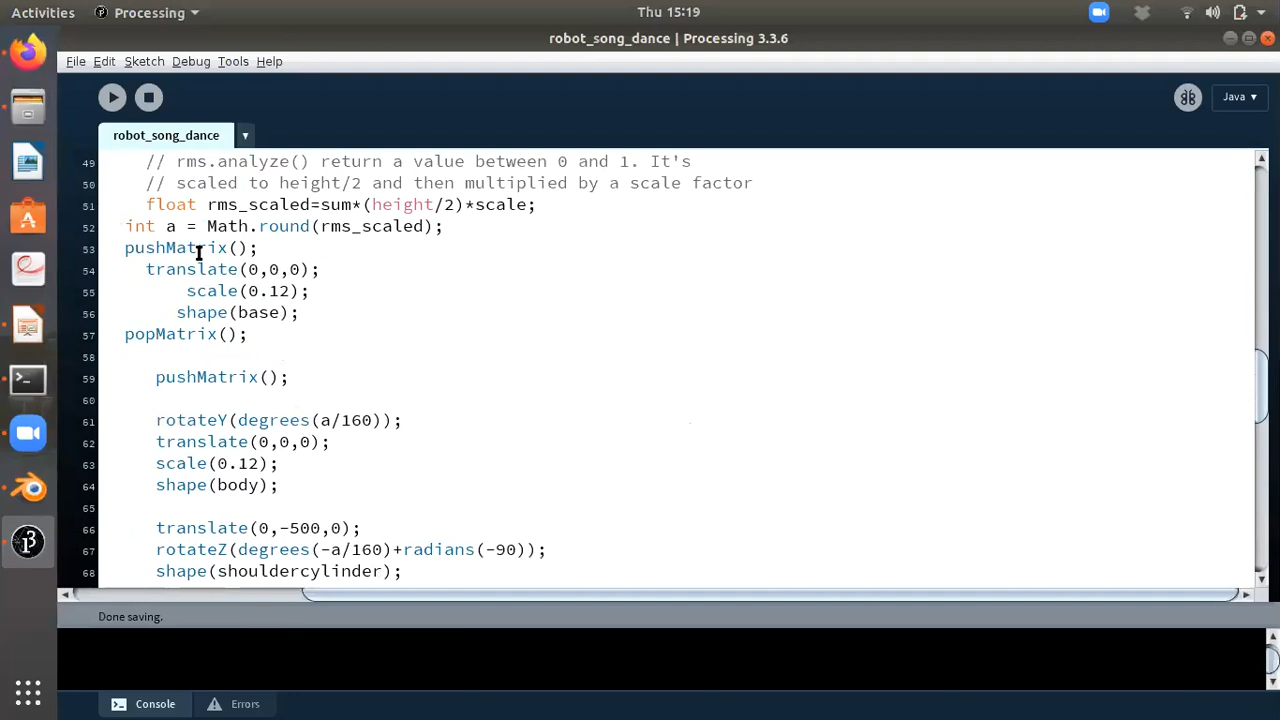 Activities Processing Thu 15:19
robot_song_dance | Processing 3.3.6
File Edit Sketch Debug Tools Help
Java
robot_song_dance
49 // rms.analyze() return a value between 0 and 1. It's
50 // scaled to height/2 and then multiplied by a scale factor
51 float rms_scaled=sum*(height/2)*scale;
52 int a = Math.round(rms_scaled);
53 pushMatrix();
54 translate(0,0,0);
55 scale(0.12);
56 shape(base);
57 popMatrix();
58
59 pushMatrix();
60
61 rotateY(degrees(a/160));
62 translate(0,0,0);
63 scale(0.12);
64 shape(body);
65
66 translate(0,-500,0);
67 rotateZ(degrees(-a/160)+radians(-90));
68 shape(shouldercylinder);
Done saving.
Console Errors